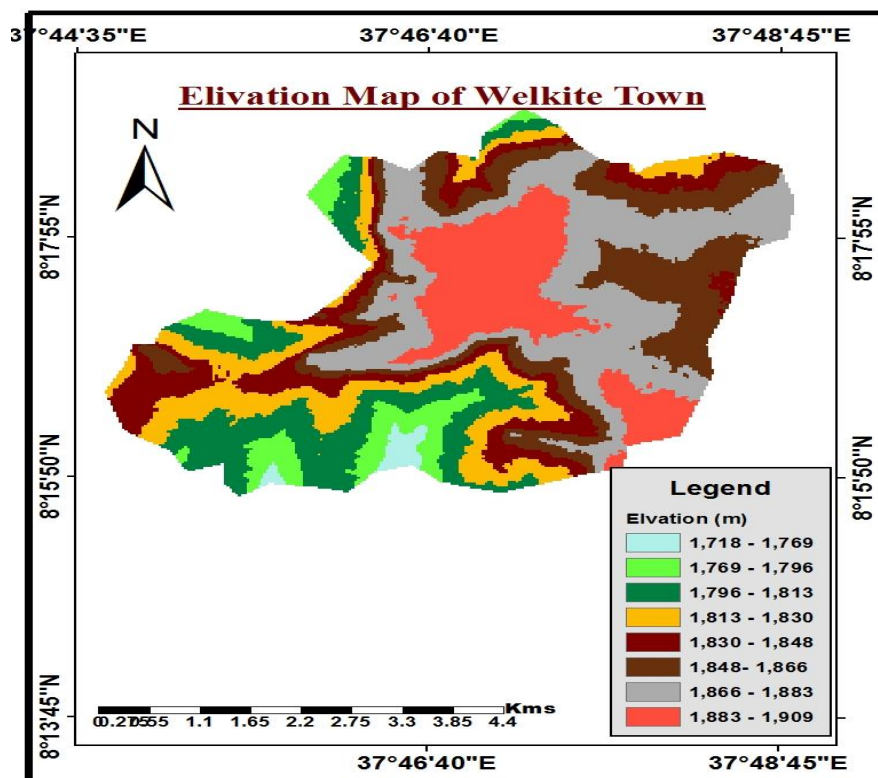 37°44'35"E 37°46'40"E 37°48'45"E
Elivation Map of Welkite Town
N
8°17'55"N 8°17'55"N
8°15'50"N 8°15'50"N
Legend
Elvation (m)
1,718 - 1,769
1,769 - 1,796
1,796 - 1,813
1,813 - 1,830
1,830 - 1,848
1,848- 1,866
1,866 - 1,883
1,883 - 1,909
8°13'45"N
Kms
0 0.275 0.55 1.1 1.65 2.2 2.75 3.3 3.85 4.4
37°46'40"E 37°48'45"E